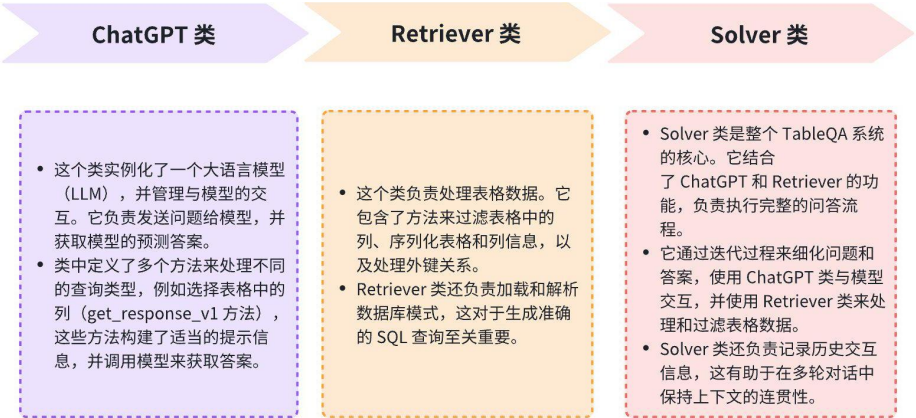 ChatGPT 类
Retriever 类
Solver 类
• 这个类实例化了一个大语言模型
（LLM），并管理与模型的交
互。它负责发送问题给模型，并
获取模型的预测答案。
• 类中定义了多个方法来处理不同
的查询类型，例如选择表格中的
列（get_response_v1 方法），
这些方法构建了适当的提示信
息，并调用模型来获取答案。
• 这个类负责处理表格数据。它
包含了方法来过滤表格中的
列、序列化表格和列信息，以
及处理外键关系。
• Retriever 类还负责加载和解析
数据库模式，这对于生成准确
的 SQL 查询至关重要。
• Solver 类是整个 TableQA 系统
的核心。它结合
了 ChatGPT 和 Retriever 的功
能，负责执行完整的问答流
程。
• 它通过迭代过程来细化问题和
答案，使用 ChatGPT 类与模型
交互，并使用 Retriever 类来处
理和过滤表格数据。
• Solver 类还负责记录历史交互
信息，这有助于在多轮对话中
保持上下文的连贯性。